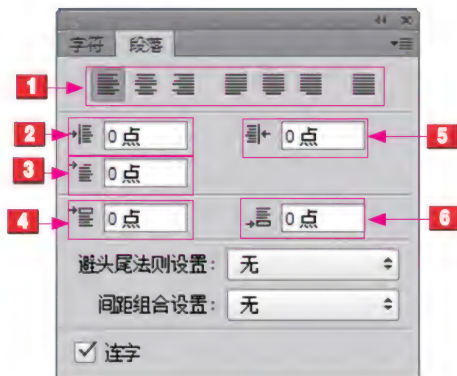 字符 段落
1
2 0 点 0 点 5
3 0 点
4 0 点 0 点 6
避头尾法则设置: 无
间距组合设置: 无
连字